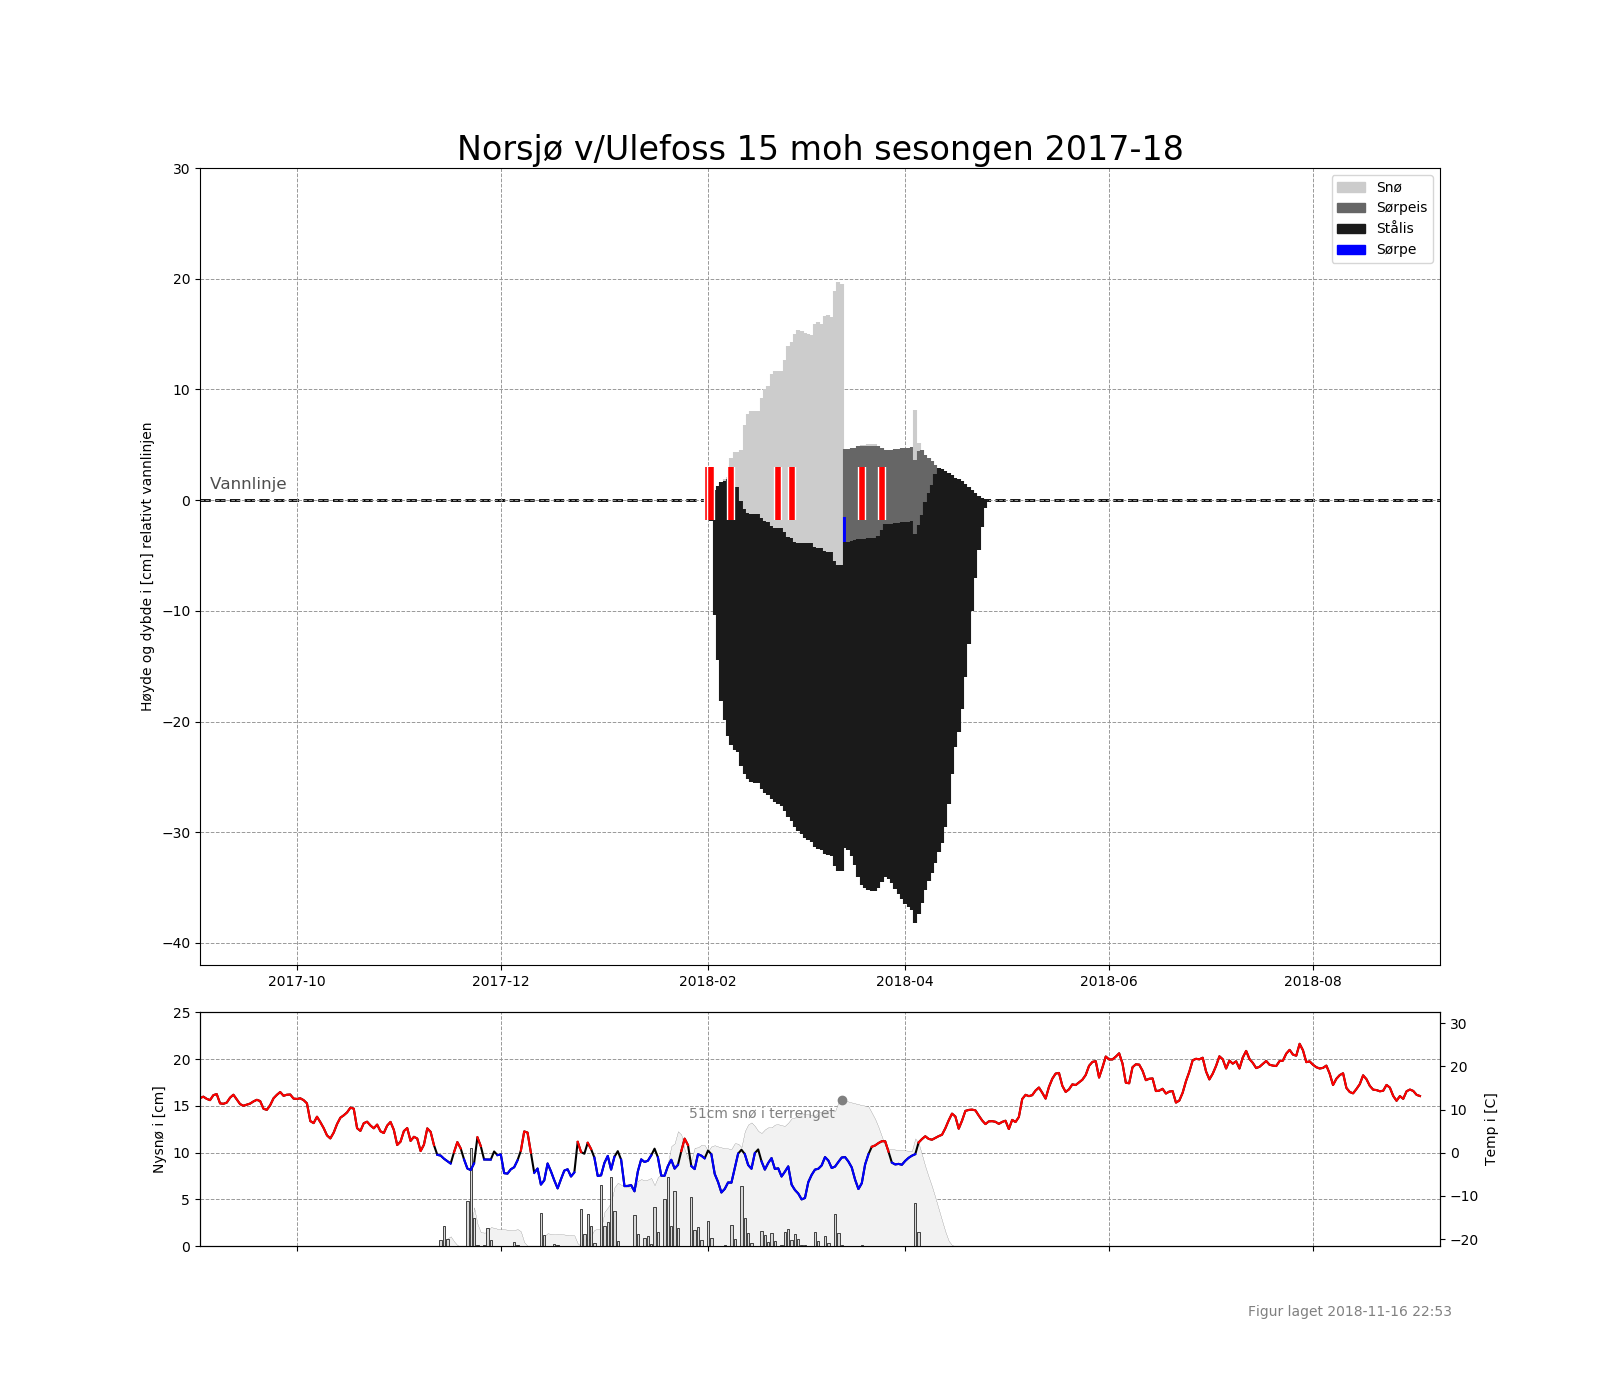 Norsjø v/Ulefoss 15 moh sesongen 2017-18
30
20
10
0
−10
−20
−30
−40
Høyde og dybde i [cm] relativt vannlinjen
Vannlinje
Snø
Sørpeis
Stålis
Sørpe
2017-10 2017-12 2018-02 2018-04 2018-06 2018-08
25
20
15
10
5
0
Nysnø i [cm]
51cm snø i terrenget
30
20
10
0
−10
−20
Temp i [C]
Figur laget 2018-11-16 22:53